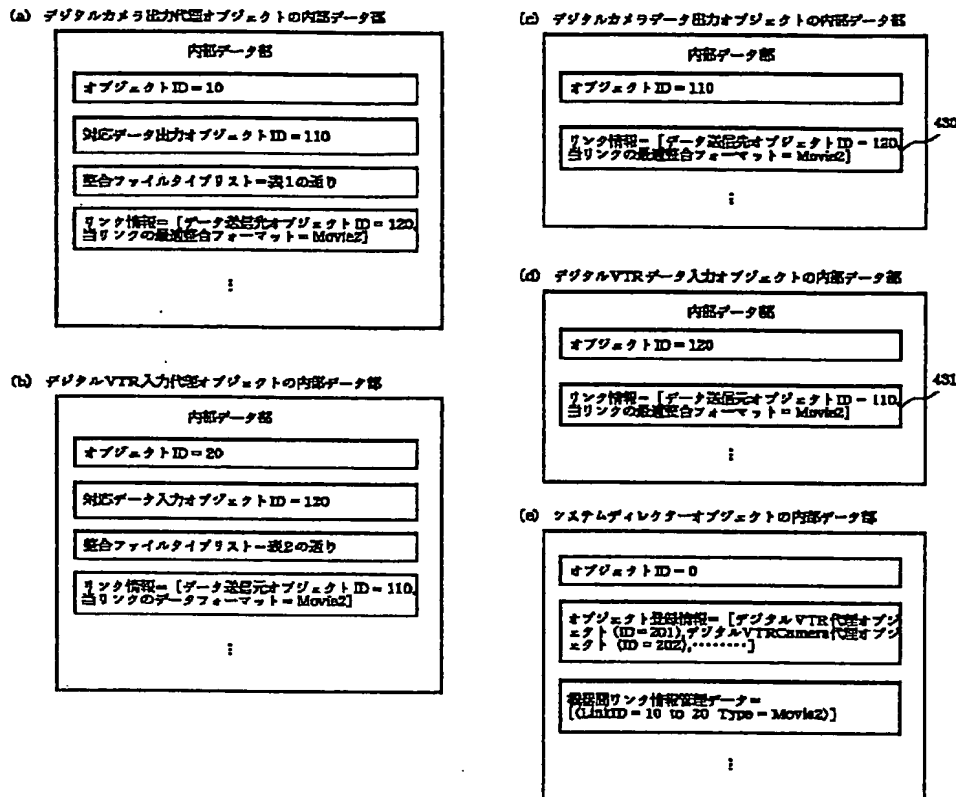 (a) デジタルカメラ出力代理オブジェクトの内部データ部
内部データ部
オブジェクトID=10
対応データ出力オブジェクトID=110
整合ファイルタイプリスト=表1の通り
リンク情報=[データ送信先オブジェクトID=120,
当リンクの最適整合フォーマット=Movie2]
⋮
(b) デジタルVTR入力代理オブジェクトの内部データ部
内部データ部
オブジェクトID=20
対応データ入力オブジェクトID=120
整合ファイルタイプリスト=表2の通り
リンク情報=[データ送信元オブジェクトID=110,
当リンクのデータフォーマット=Movie2]
⋮
(c) デジタルカメラデータ出力オブジェクトの内部データ部
内部データ部
オブジェクトID=110
リンク情報=[データ送信先オブジェクトID=120,
当リンクの最適整合フォーマット=Movie2]
430
⋮
(d) デジタルVTRデータ入力オブジェクトの内部データ部
内部データ部
オブジェクトID=120
リンク情報=[データ送信元オブジェクトID=110,
当リンクの最適整合フォーマット=Movie2]
431
⋮
(e) システムディレクターオブジェクトの内部データ部
オブジェクトID=0
オブジェクト登録情報=[デジタルVTR代理オブジ
ェクト(ID=201),デジタルVTRCamera代理オブジ
ェクト(ID=202),………]
機器間リンク情報管理データ=
[(LinkID=10 to 20 Type=Movie2)]
⋮